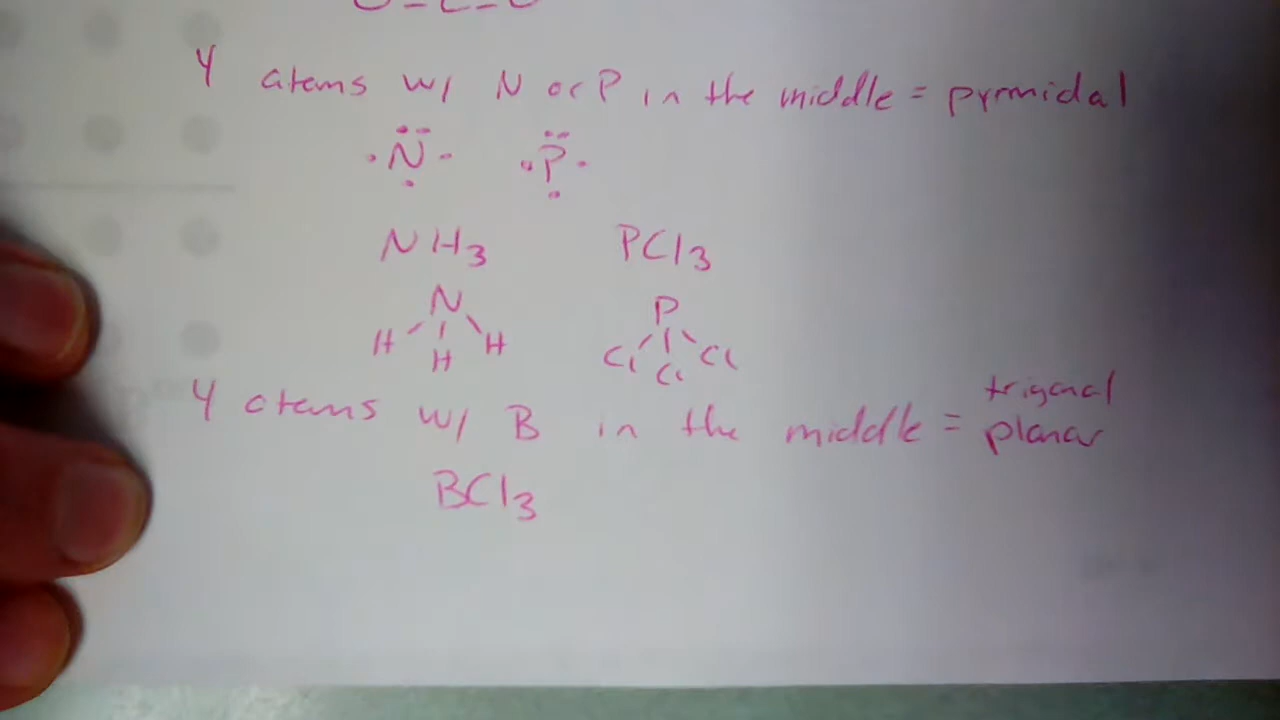 4 atoms w/ N or P in the middle = pyrmidal
N P
NH3 PCl3
N P
H H H Cl Cl Cl
4 atoms w/ B in the middle = trigonal planar
BCl3